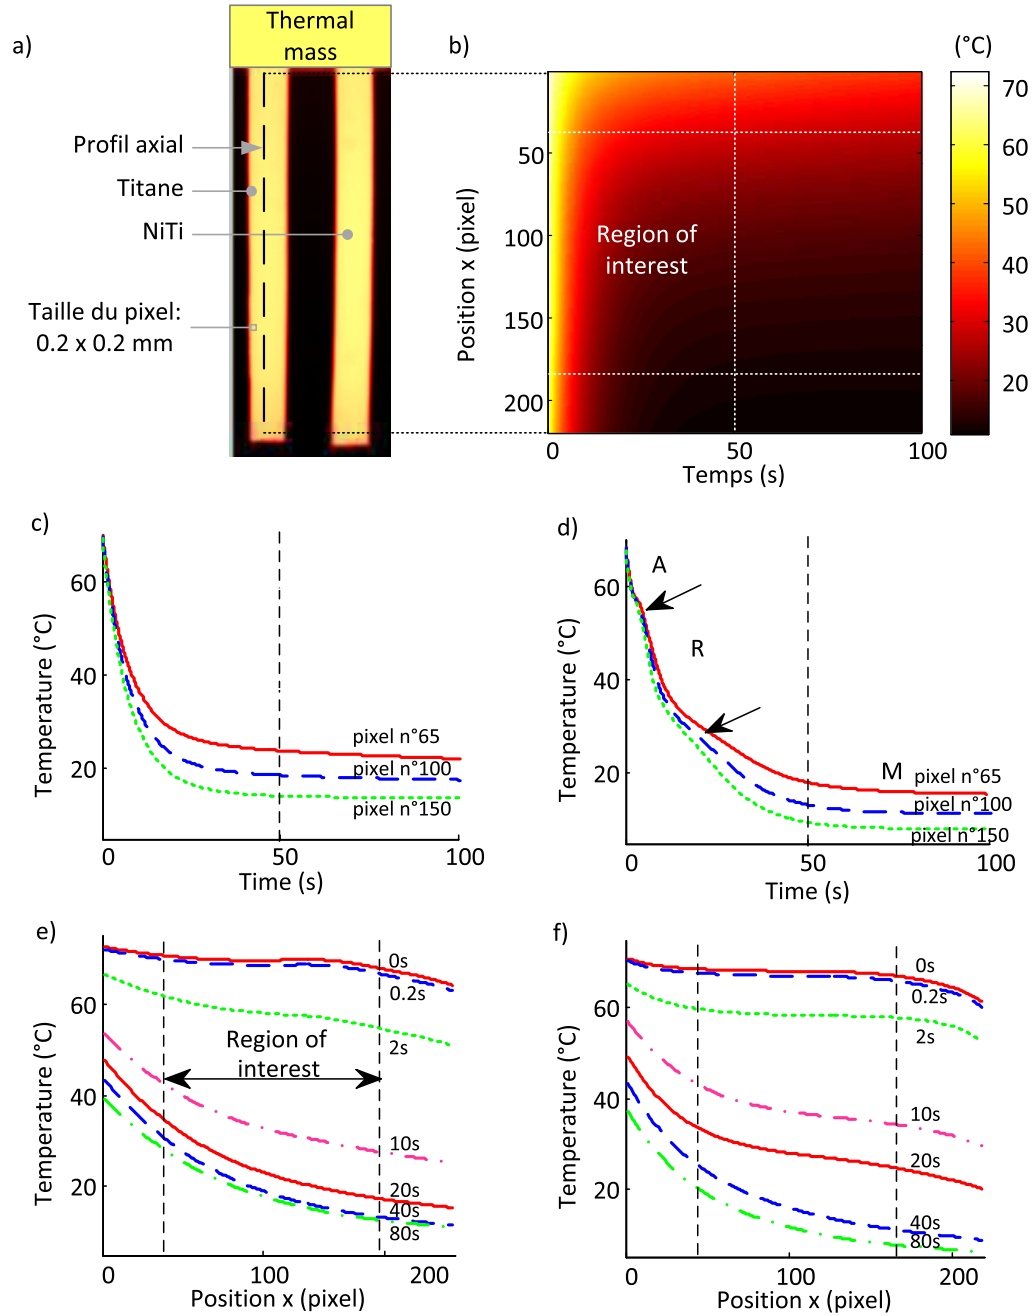 a)
Thermal
mass
Profil axial
Titane
NiTi
Taille du pixel:
0.2 x 0.2 mm
b)
(°C)
Position x (pixel)
50
100
150
200
Region of
interest
0
50
100
Temps (s)
70
60
50
40
30
20
c)
Temperature (°C)
60
40
20
pixel n°65
pixel n°100
pixel n°150
0
50
100
Time (s)
d)
Temperature (°C)
60
40
20
A
R
M
pixel n°65
pixel n°100
pixel n°150
0
50
100
Time (s)
e)
Temperature (°C)
60
40
20
0s
0.2s
2s
Region of
interest
10s
20s
40s
80s
0
100
200
Position x (pixel)
f)
Temperature (°C)
60
40
20
0s
0.2s
2s
10s
20s
40s
80s
0
100
200
Position x (pixel)